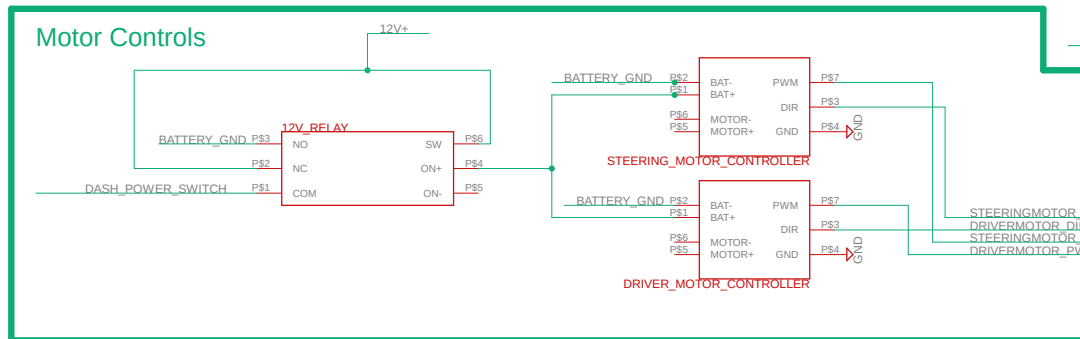 Motor Controls
12V+
12V_RELAY
BATTERY_GND P$3 NO SW P$6
P$2 NC ON+ P$4
DASH_POWER_SWITCH P$1 COM ON- P$5
BATTERY_GND P$2 BAT- PWM P$7
P$1 BAT+
DIR P$3
P$6 MOTOR-
P$5 MOTOR+ GND P$4 GND
STEERING_MOTOR_CONTROLLER
BATTERY_GND P$2 BAT- PWM P$7
P$1 BAT+
DIR P$3
P$6 MOTOR-
P$5 MOTOR+ GND P$4 GND
DRIVER_MOTOR_CONTROLLER
STEERINGMOTOR_
DRIVERMOTOR_DI
STEERINGMOTOR_
DRIVERMOTOR_PW